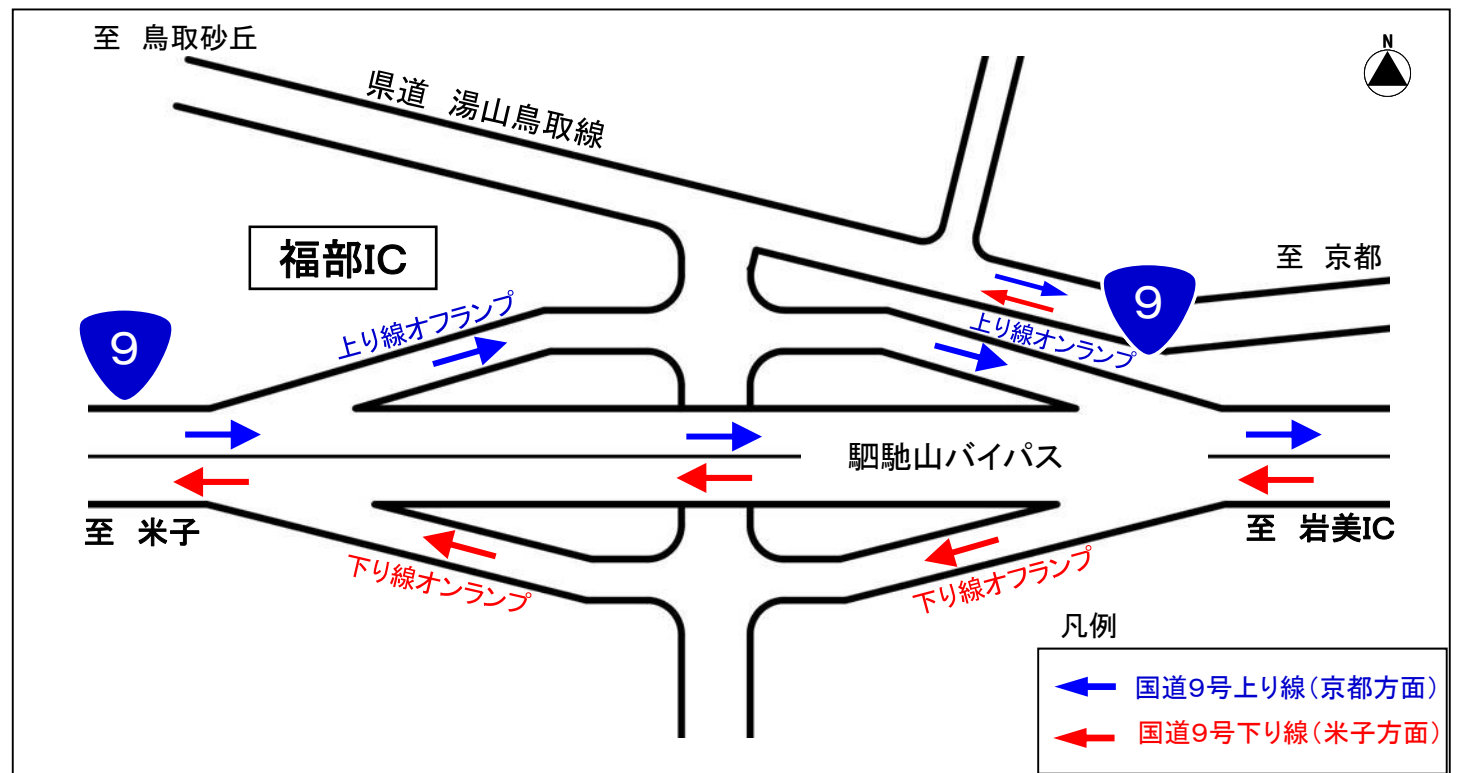 至　鳥取砂丘
N
県道　湯山鳥取線
福部IC
至　京都
9
9
上り線オフランプ
上り線オンランプ
駟馳山バイパス
至　米子
至　岩美IC
下り線オンランプ
下り線オフランプ
凡例
国道９号上り線（京都方面）
国道９号下り線（米子方面）